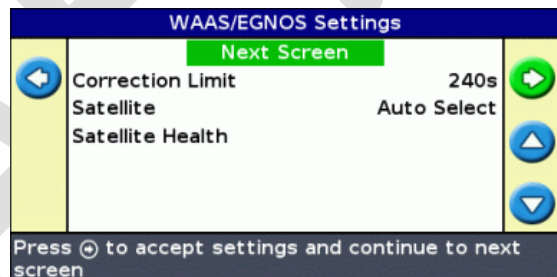 WAAS/EGNOS Settings
Next Screen
Correction Limit 240s
Satellite Auto Select
Satellite Health
Press to accept settings and continue to next
screen